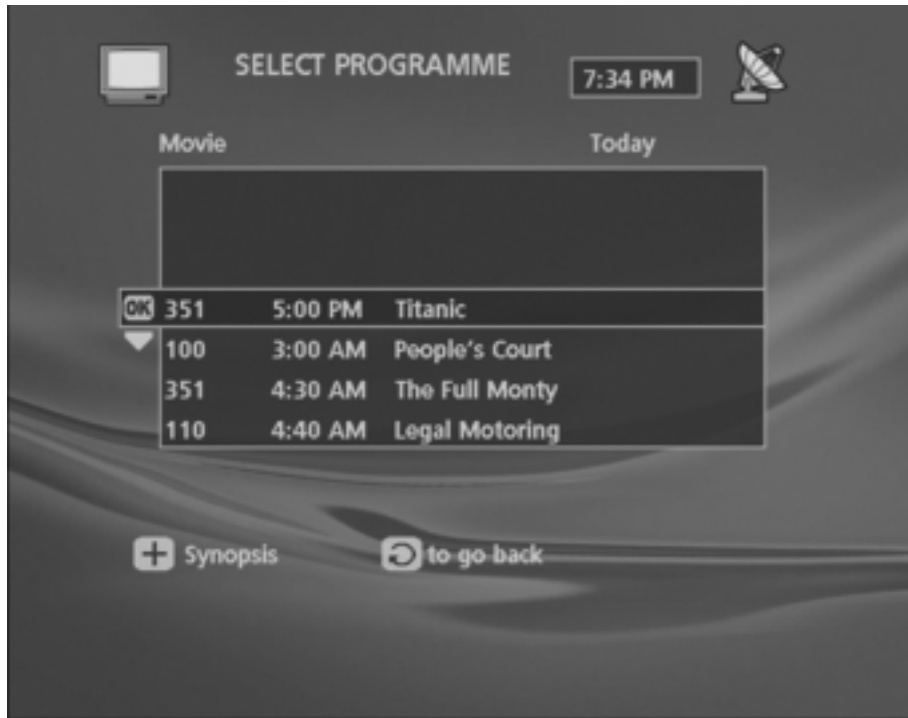 SELECT PROGRAMME 7:34 PM
Movie Today
OK 351 5:00 PM Titanic
100 3:00 AM People's Court
351 4:30 AM The Full Monty
110 4:40 AM Legal Motoring
+ Synopsis to go back